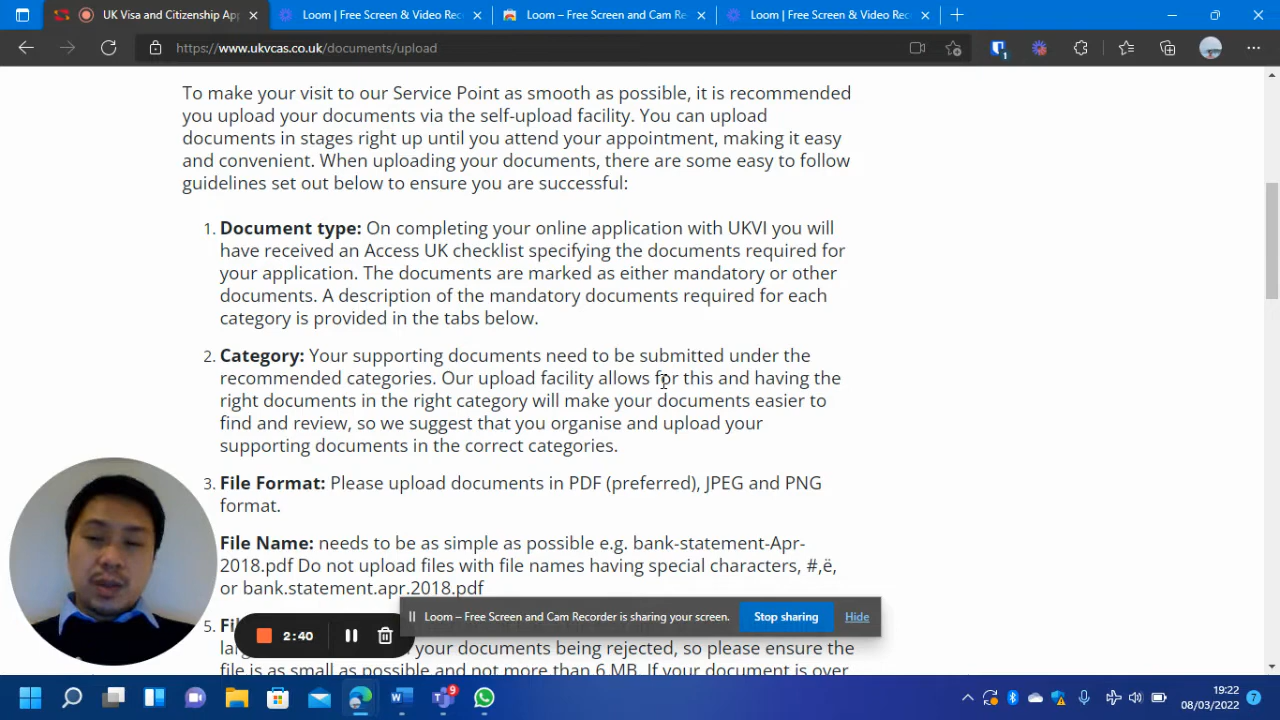 UK Visa and Citizenship App
Loom | Free Screen & Video Rec
Loom – Free Screen and Cam Re
Loom | Free Screen & Video Rec
https://www.ukvcas.co.uk/documents/upload
1
To make your visit to our Service Point as smooth as possible, it is recommended
you upload your documents via the self-upload facility. You can upload
documents in stages right up until you attend your appointment, making it easy
and convenient. When uploading your documents, there are some easy to follow
guidelines set out below to ensure you are successful:
1. Document type: On completing your online application with UKVI you will
have received an Access UK checklist specifying the documents required for
your application. The documents are marked as either mandatory or other
documents. A description of the mandatory documents required for each
category is provided in the tabs below.
2. Category: Your supporting documents need to be submitted under the
recommended categories. Our upload facility allows for this and having the
right documents in the right category will make your documents easier to
find and review, so we suggest that you organise and upload your
supporting documents in the correct categories.
3. File Format: Please upload documents in PDF (preferred), JPEG and PNG
format.
File Name: needs to be as simple as possible e.g. bank-statement-Apr-
2018.pdf Do not upload files with file names having special characters, #,ë,
or bank.statement.apr.2018.pdf
Loom – Free Screen and Cam Recorder is sharing your screen. Stop sharing Hide
5.
2:40
your documents being rejected, so please ensure the
file is as small as possible and not more than 6 MB. If your document is over
9
19:22
08/03/2022
7